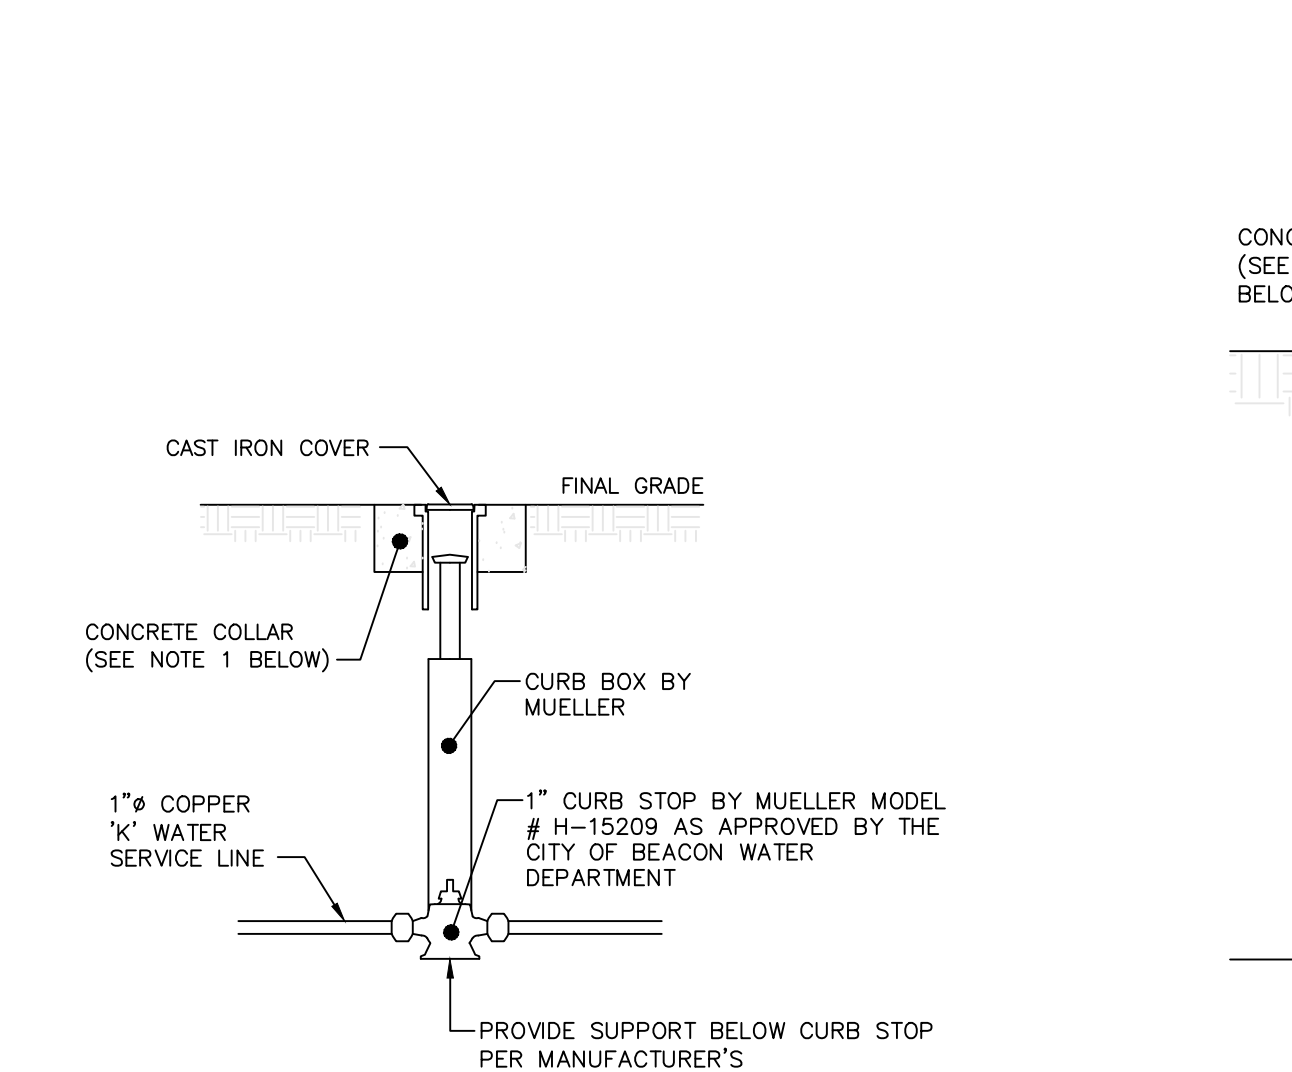 CAST IRON COVER
FINAL GRADE
CONCRETE COLLAR
(SEE NOTE 1 BELOW)
CURB BOX BY
MUELLER
1"ø COPPER
'K' WATER
SERVICE LINE
1" CURB STOP BY MUELLER MODEL
# H-15209 AS APPROVED BY THE
CITY OF BEACON WATER
DEPARTMENT
PROVIDE SUPPORT BELOW CURB STOP
PER MANUFACTURER'S
(SEE